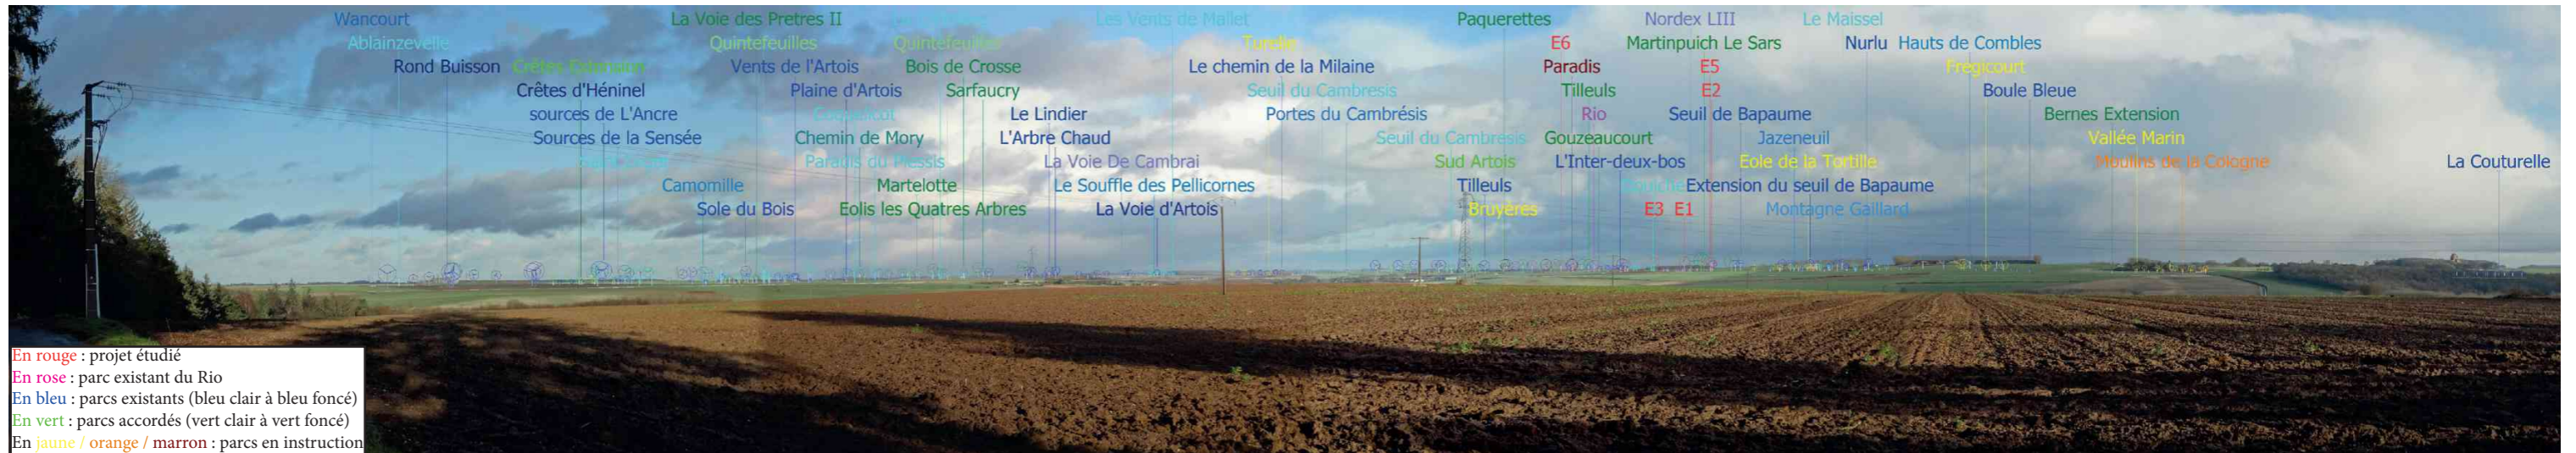 Wancourt La Voie des Pretres II Les Vents de Mallet Paquerettes Nordex LIII Le Maissel
Ablainzevelle Quintefeuilles Quintefeuilles Turelle E6 Martinpuich Le Sars Nurlu Hauts de Combles
Rond Buisson Crêtes Extension Vents de l'Artois Bois de Crosse Le chemin de la Milaine Paradis E5 Fregicourt
Crêtes d'Héninel Plaine d'Artois Sarfaucry Seuil du Cambresis Tilleuls E2 Boule Bleue
sources de L'Ancre Coquelicot Le Lindier Portes du Cambrésis Rio Seuil de Bapaume Bernes Extension
Sources de la Sensée Chemin de Mory L'Arbre Chaud Seuil du Cambresis Gouzeaucourt Jazeneuil Vallée Marin
Saint Leger Paradis du Plessis La Voie De Cambrai Sud Artois L'Inter-deux-bos Eole de la Tortille Moulins de la Cologne La Couturelle
Camomille Martelotte Le Souffle des Pellicornes Tilleuls Extension du seuil de Bapaume
Sole du Bois Eolis les Quatres Arbres La Voie d'Artois Bruyères E3 E1 Montagne Gaillard
En rouge : projet étudié
En rose : parc existant du Rio
En bleu : parcs existants (bleu clair à bleu foncé)
En vert : parcs accordés (vert clair à vert foncé)
En jaune / orange / marron : parcs en instruction